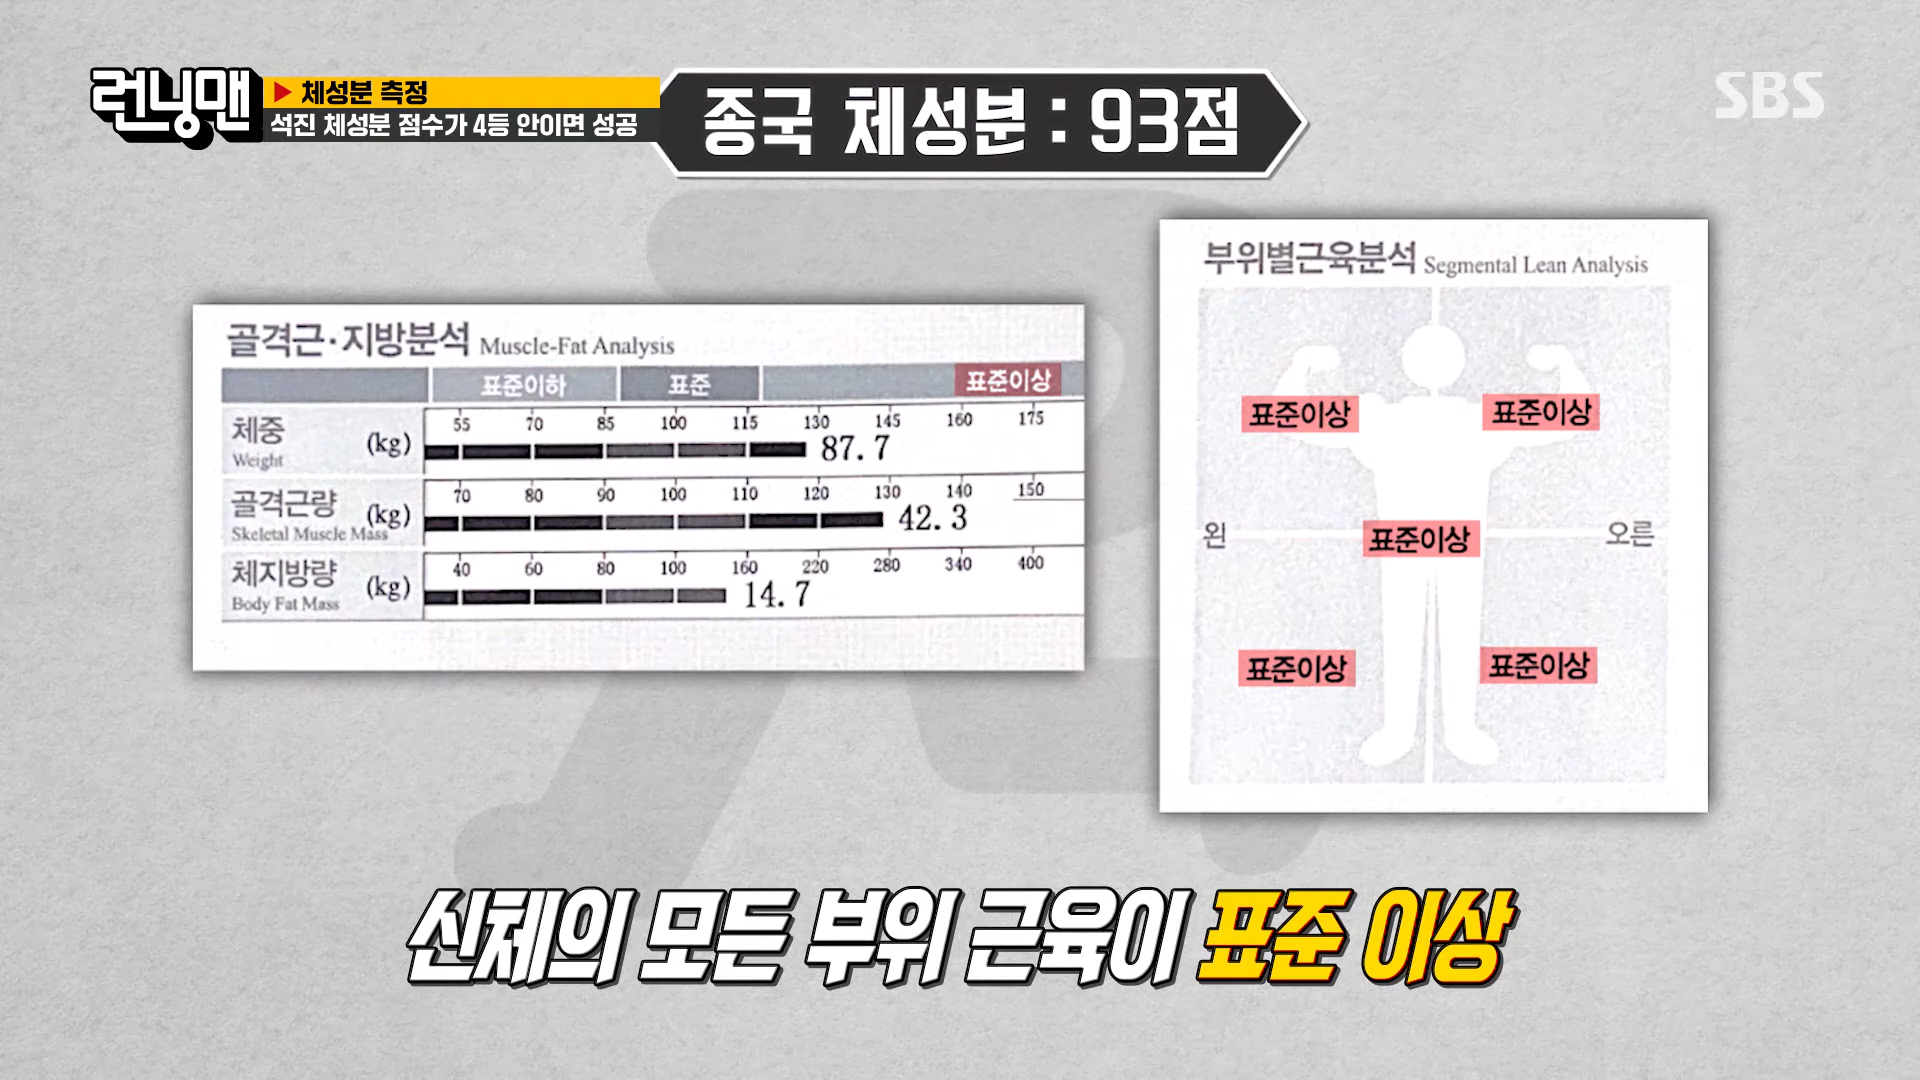 런닝맨
▶ 체성분 측정
석진 체성분 점수가 4등 안이면 성공
종국 체성분 : 93점
SBS
골격근·지방분석 Muscle-Fat Analysis
표준이하 표준 표준이상
체중 (kg) 55 70 85 100 115 130 145 160 175
Weight 87.7
골격근량 (kg) 70 80 90 100 110 120 130 140 150
Skeletal Muscle Mass 42.3
체지방량 (kg) 40 60 80 100 160 220 280 340 400
Body Fat Mass 14.7
부위별근육분석 Segmental Lean Analysis
표준이상 표준이상
왼 표준이상 오른
표준이상 표준이상
신체의 모든 부위 근육이 표준 이상